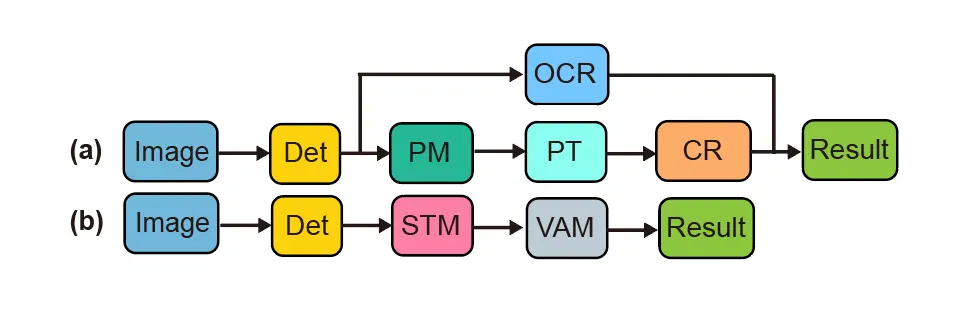 OCR
(a) Image Det PM PT CR Result
(b) Image Det STM VAM Result